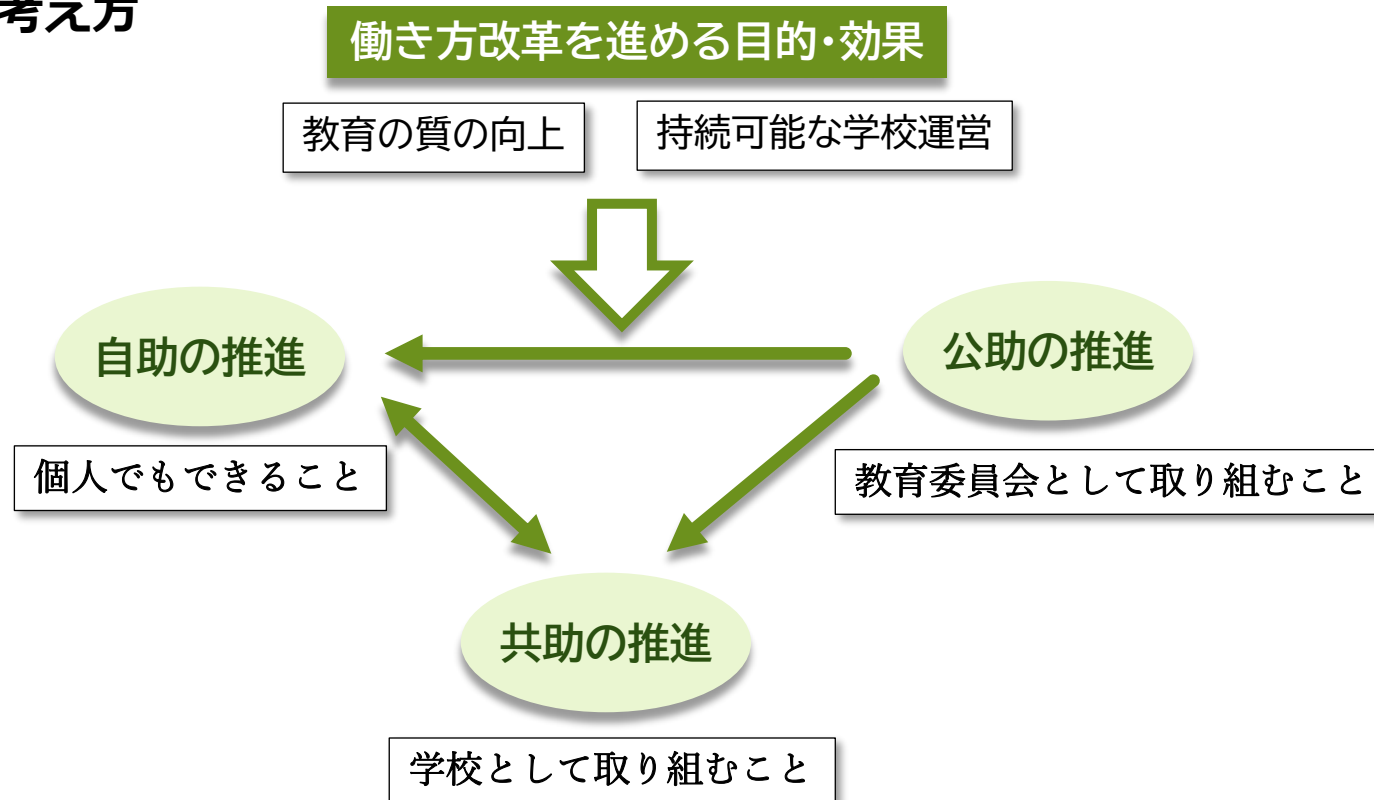 考え方
働き方改革を進める目的・効果
教育の質の向上
持続可能な学校運営
自助の推進
公助の推進
個人でもできること
教育委員会として取り組むこと
共助の推進
学校として取り組むこと